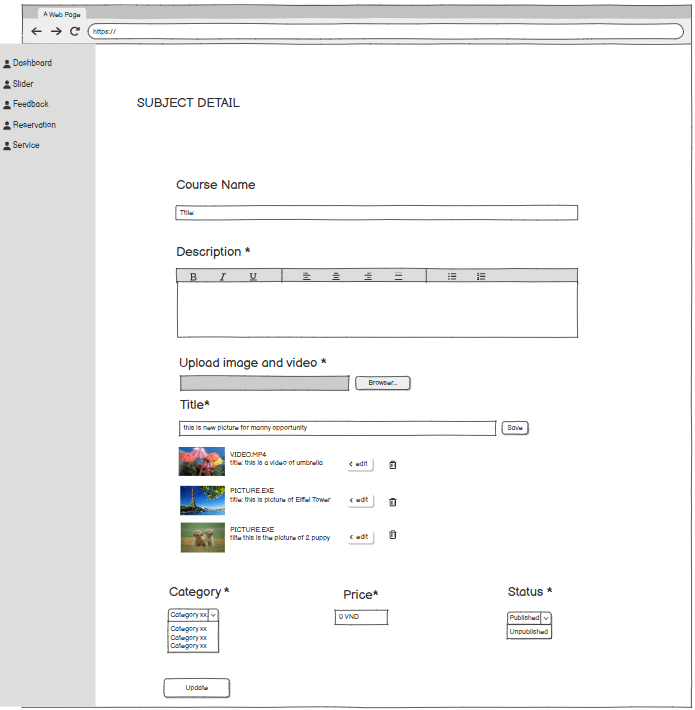 A Web Page
https://
Dashboard
Slider
Feedback
Reservation
Service
SUBJECT DETAIL
Course Name
Title:
Description *
B I U
Upload image and video *
Browser...
Title*
this is new picture for manny opportunity
Save
VIDEO.MP4
title: this is a video of umbrella
edit
PICTURE.EXE
title: this is picture of Eiffel Tower
edit
PICTURE.EXE
tilte this is the picture of 2 puppy
edit
Category * Price* Status *
Category xx 0 VND Published
Category xx Unpublished
Category xx
Category xx
Update